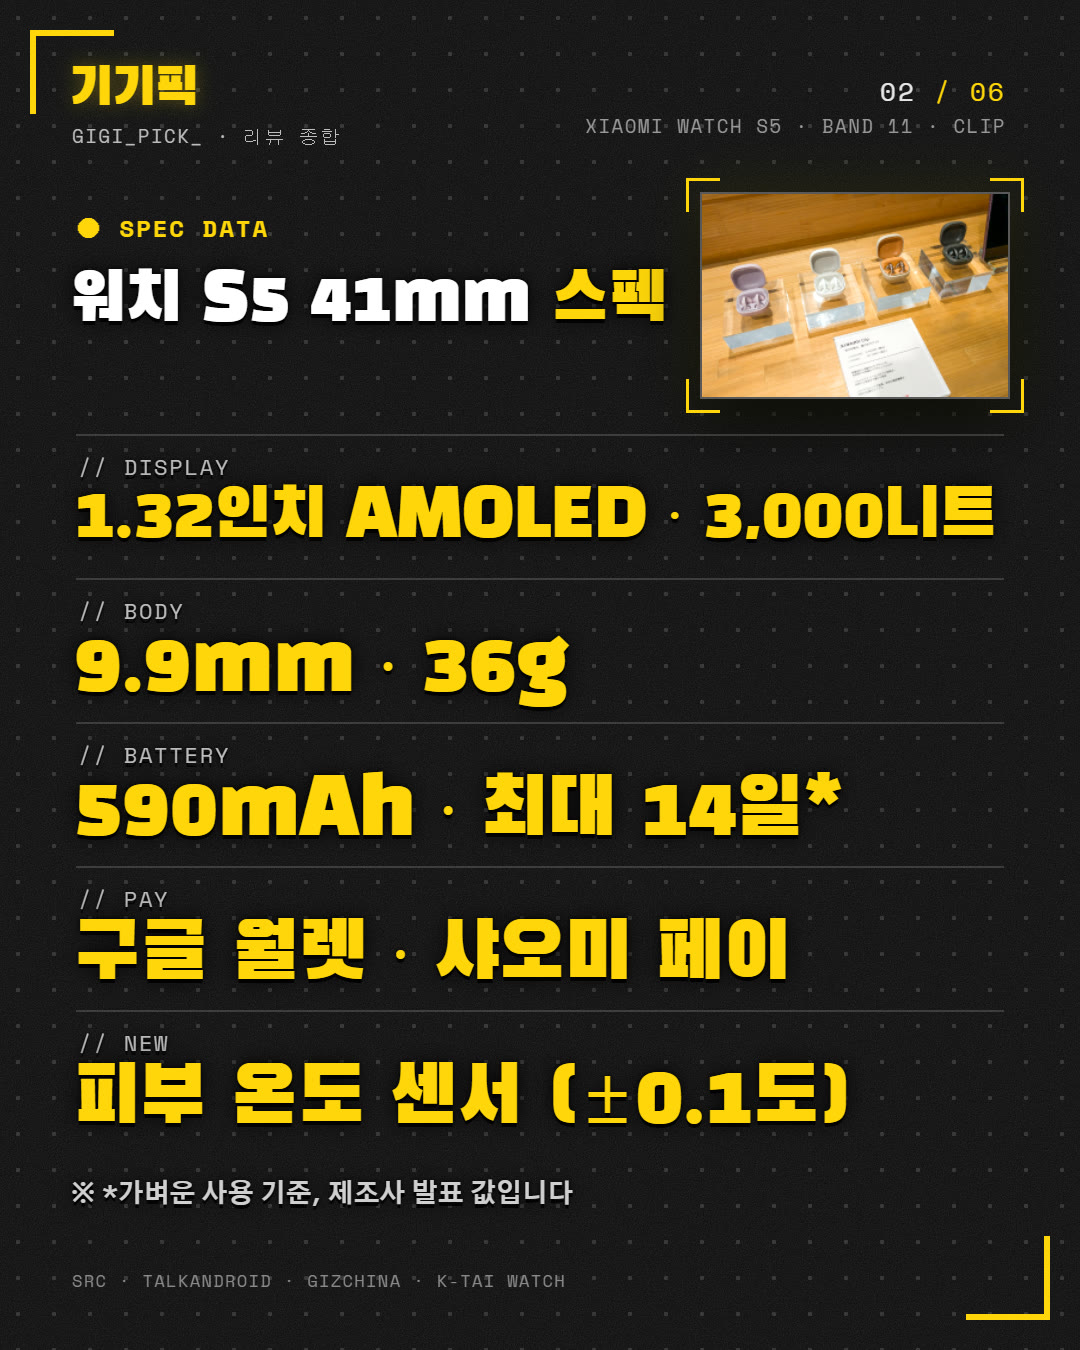 기기픽
GIGI_PICK_ · 리뷰 종합
02 / 06
XIAOMI WATCH S5 · BAND 11 · CLIP
SPEC DATA
워치 S5 41mm 스펙
// DISPLAY
1.32인치 AMOLED · 3,000니트
// BODY
9.9mm · 36g
// BATTERY
590mAh · 최대 14일*
// PAY
구글 월렛 · 샤오미 페이
// NEW
피부 온도 센서 (±0.1도)
※ *가벼운 사용 기준, 제조사 발표 값입니다
SRC · TALKANDROID · GIZCHINA · K-TAI WATCH